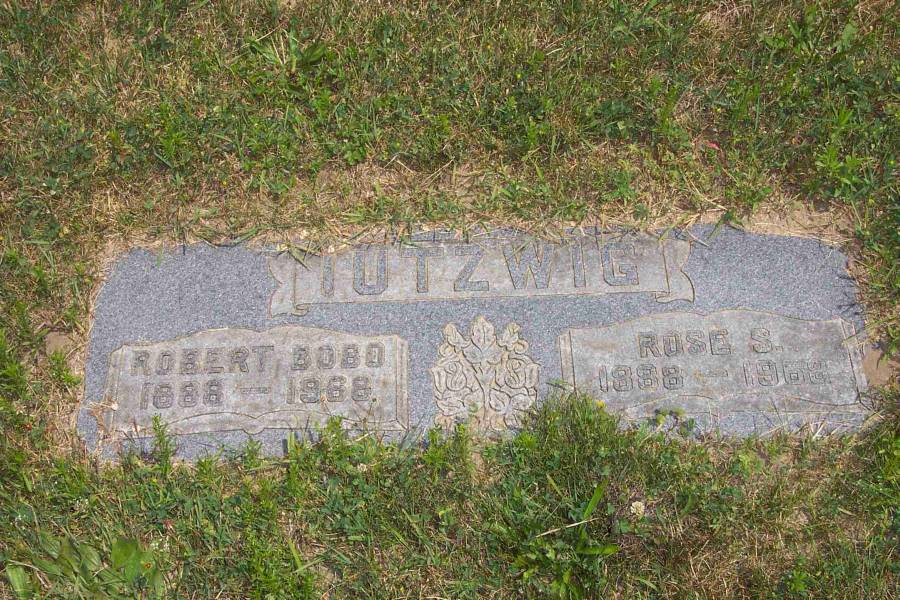 TUTZWIG
ROBERT BOBO
1888 — 1968
ROSE S.
1888 — 1968